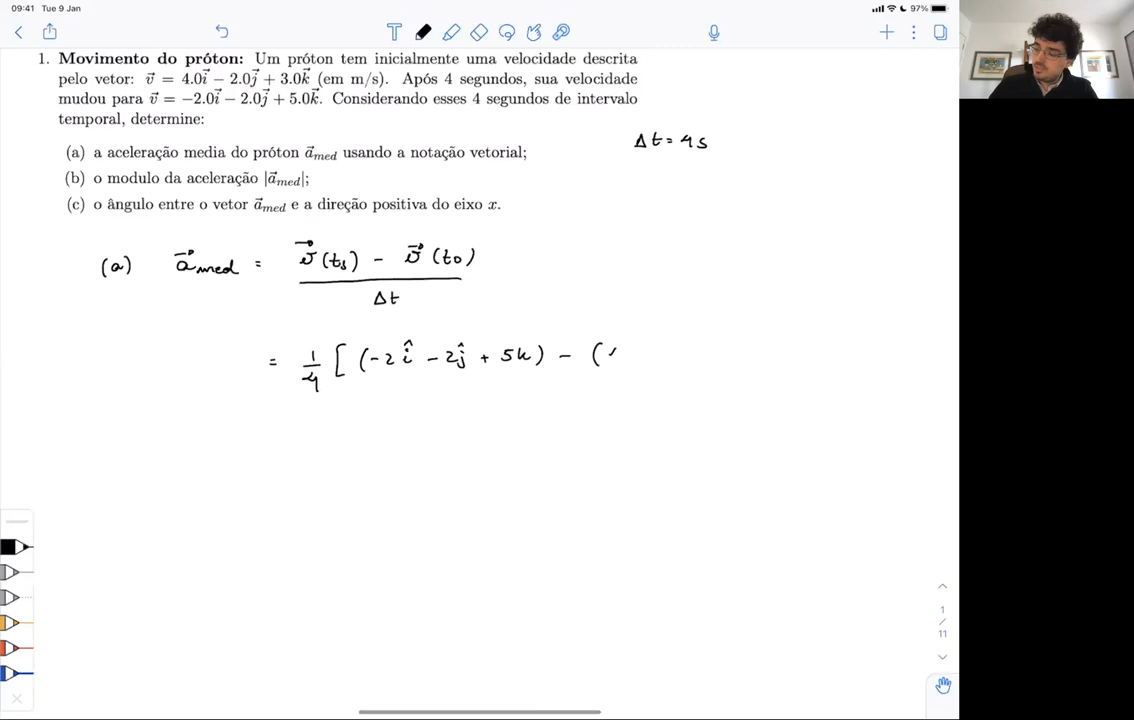 09:41 Tue 9 Jan 97%
1. Movimento do próton: Um próton tem inicialmente uma velocidade descrita
pelo vetor: v⃗ = 4.0i⃗ − 2.0j⃗ + 3.0k⃗ (em m/s). Após 4 segundos, sua velocidade
mudou para v⃗ = −2.0i⃗ − 2.0j⃗ + 5.0k⃗. Considerando esses 4 segundos de intervalo
temporal, determine:
Δt = 4s
(a) a aceleração media do próton a⃗med usando a notação vetorial;
(b) o modulo da aceleração |a⃗med|;
(c) o ângulo entre o vetor a⃗med e a direção positiva do eixo x.
(a) a⃗med = v⃗(ts) − v⃗(to)
Δt
= 1/4 [ (−2î − 2ĵ + 5k) − (
1
/
11